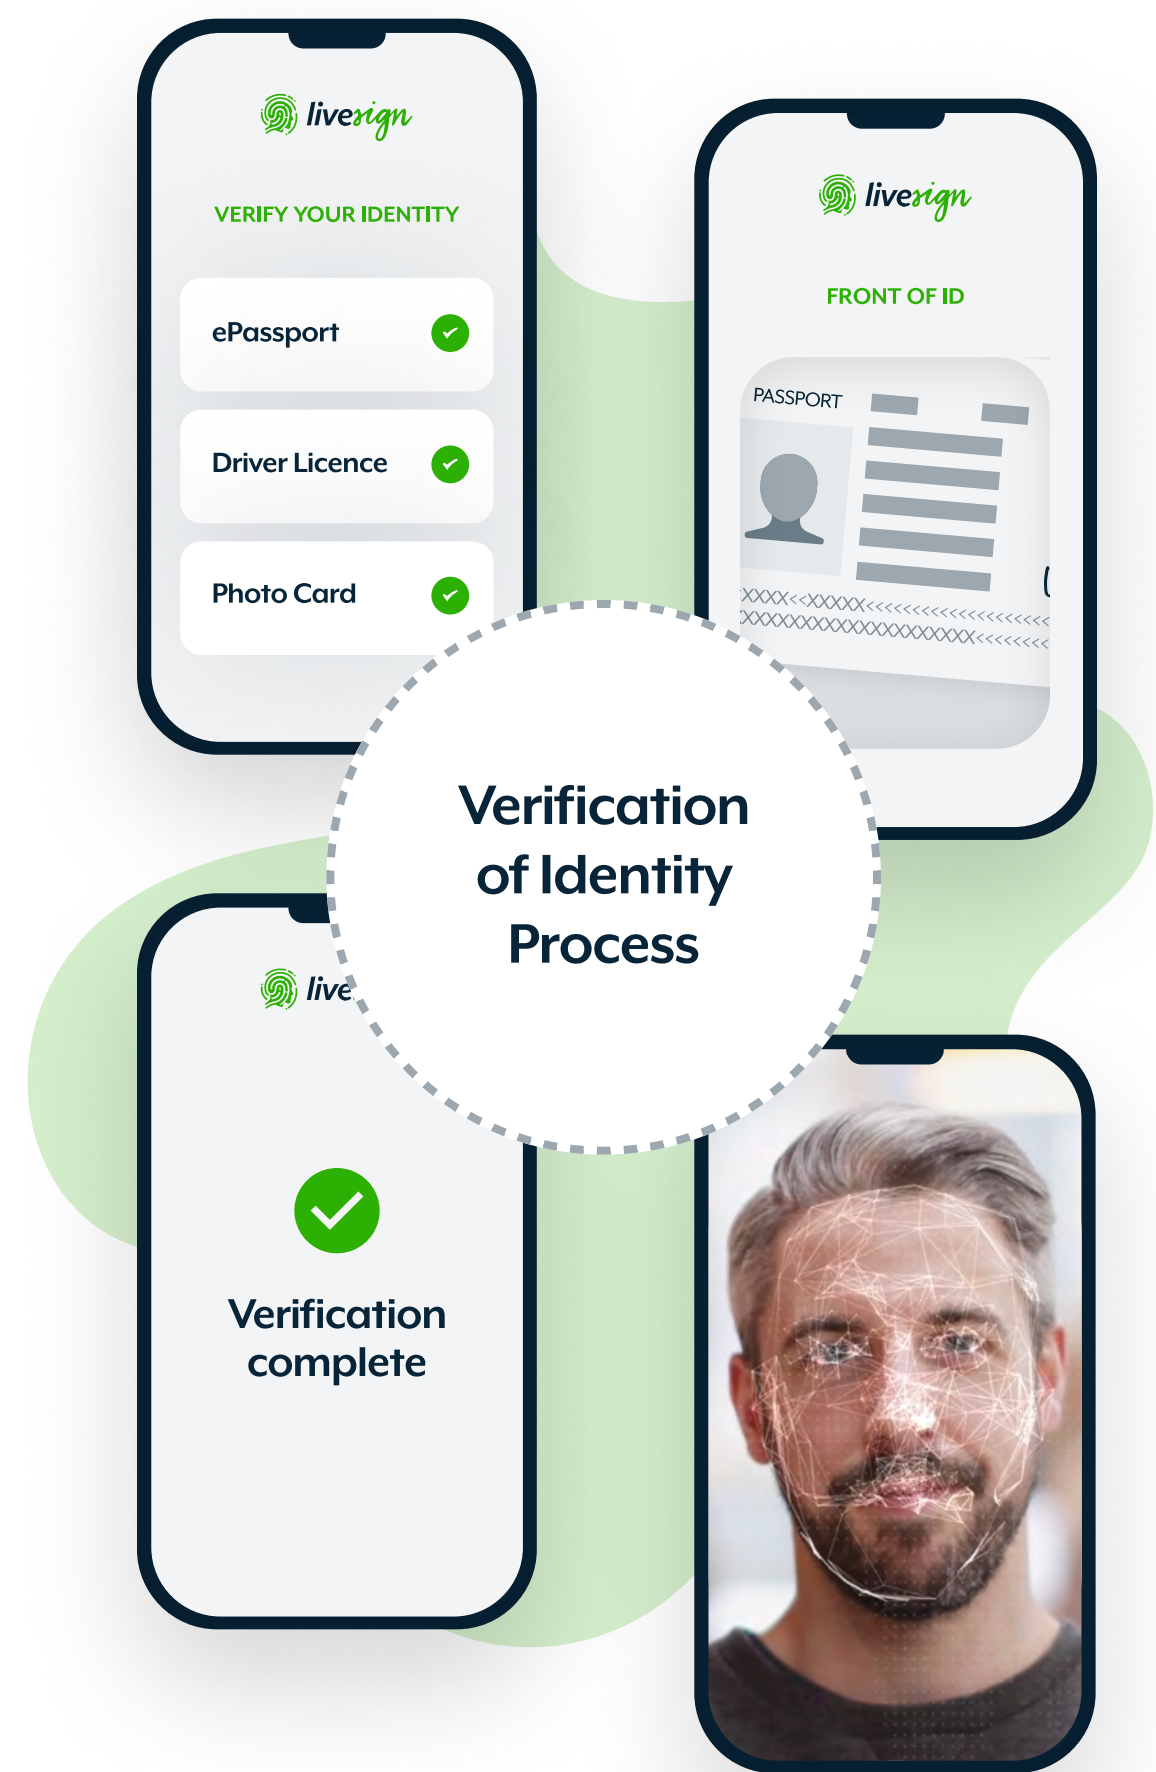 livesign
VERIFY YOUR IDENTITY
ePassport
Driver Licence
Photo Card
livesign
FRONT OF ID
PASSPORT
XXXX<<XXXXX<<<<<<<<<<<<<<<<<<<<<
XXXXXXXXXXXXXXXXXXXX<<<<<<<<
Verification
of Identity
Process
live
Verification
complete